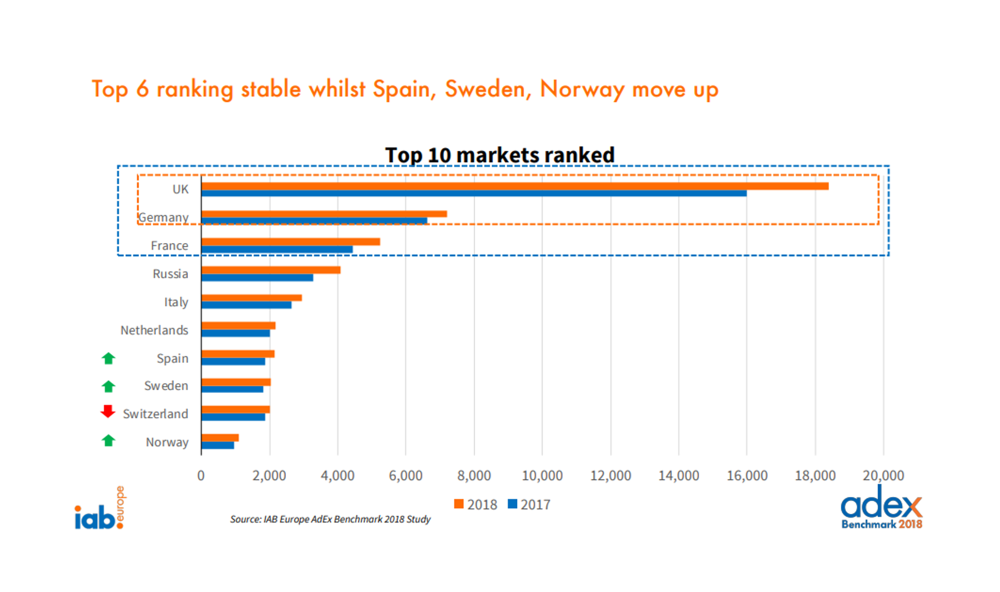 Top 6 ranking stable whilst Spain, Sweden, Norway move up
Top 10 markets ranked
UK
Germany
France
Russia
Italy
Netherlands
Spain
Sweden
Switzerland
Norway
0 2,000 4,000 6,000 8,000 10,000 12,000 14,000 16,000 18,000 20,000
2018 2017
Source: IAB Europe AdEx Benchmark 2018 Study
iab europe
adex
Benchmark 2018